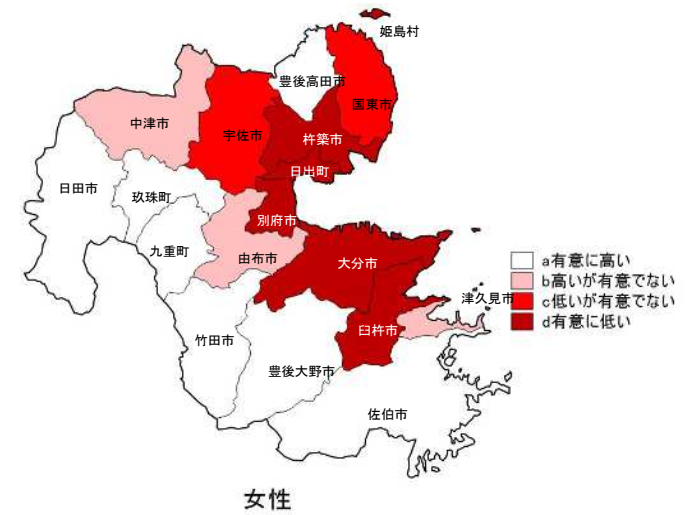 姫島村
豊後高田市
国東市
中津市
宇佐市
杵築市
日出町
日田市
玖珠町
別府市
九重町
由布市
大分市
a有意に高い
b高いが有意でない
c低いが有意でない
d有意に低い
津久見市
臼杵市
竹田市
豊後大野市
佐伯市
女性